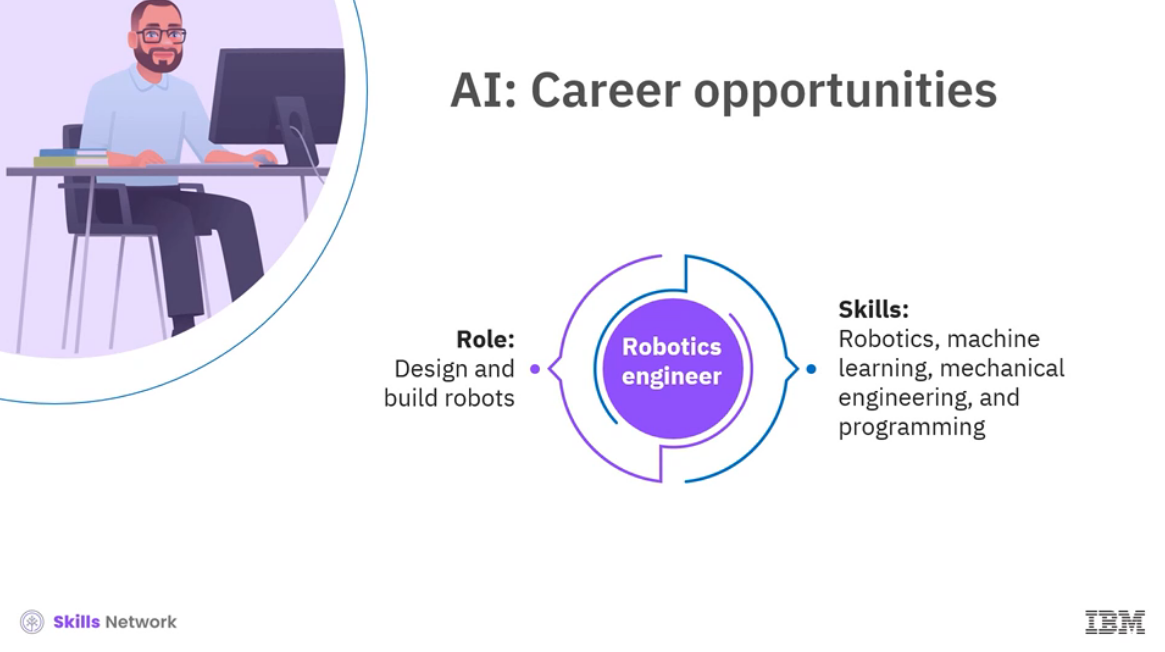 AI: Career opportunities
Role:
Design and
build robots
Robotics
engineer
Skills:
Robotics, machine
learning, mechanical
engineering, and
programming
Skills Network
IBM